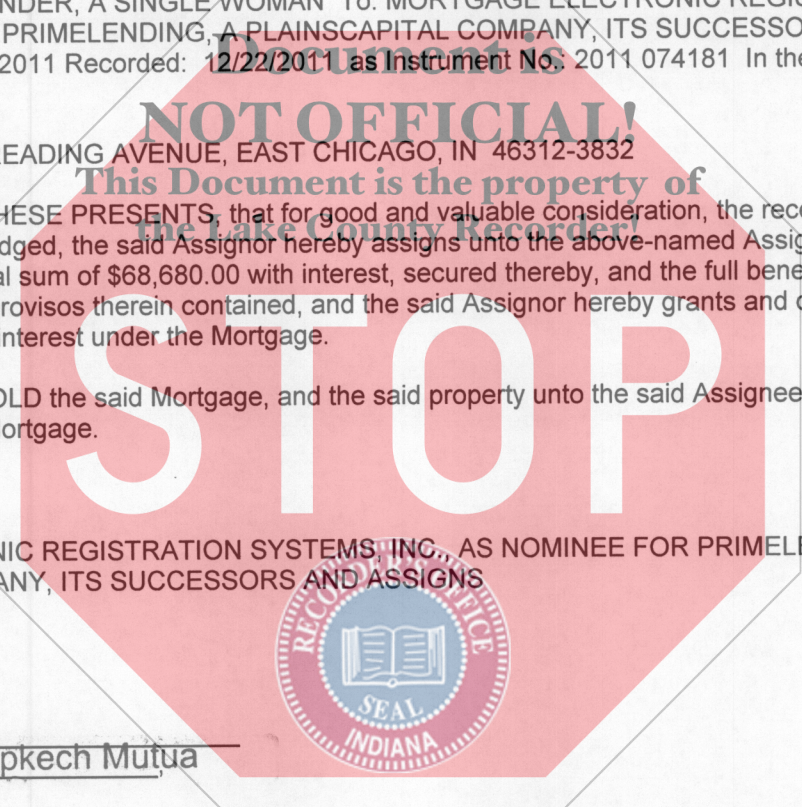 NDER, A SINGLE WOMAN To: MORTGAGE ELECTRONIC REGIS
PRIMELENDING, A PLAINSCAPITAL COMPANY, ITS SUCCESSO
Document is
2011 Recorded: 12/22/2011 as Instrument No.: 2011 074181 In the
NOT OFFICIAL!
EADING AVENUE, EAST CHICAGO, IN 46312-3832
This Document is the property of
HESE PRESENTS, that for good and valuable consideration, the rece
the Lake County Recorder!
dged, the said Assignor hereby assigns unto the above-named Assig
al sum of $68,680.00 with interest, secured thereby, and the full bene
rovisos therein contained, and the said Assignor hereby grants and c
interest under the Mortgage.
STOP
OLD the said Mortgage, and the said property unto the said Assignee
ortgage.
NIC REGISTRATION SYSTEMS, INC., AS NOMINEE FOR PRIMELE
ANY, ITS SUCCESSORS AND ASSIGNS
RECORDER'S OFFICE
SEAL
INDIANA
pkech Mutua